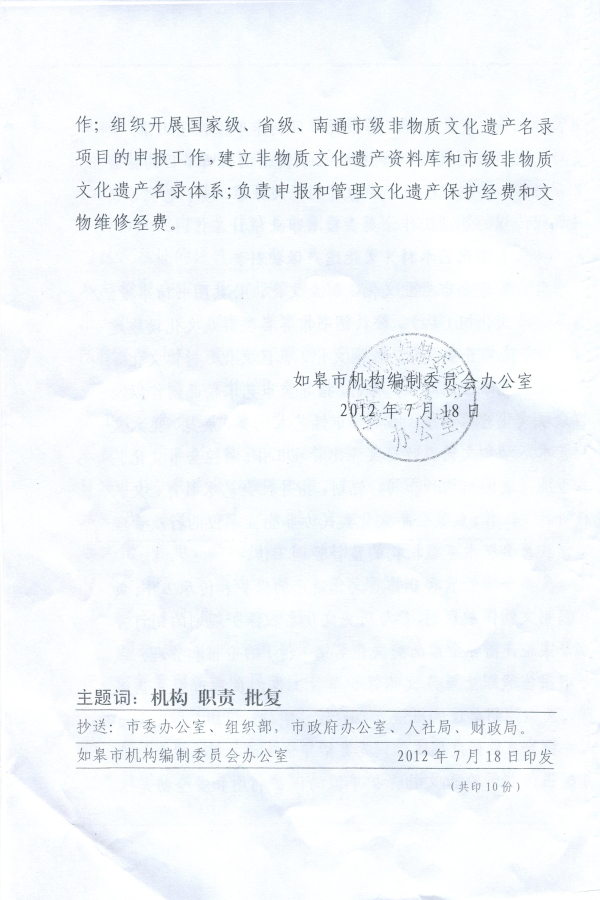 作；组织开展国家级、省级、南通市级非物质文化遗产名录
项目的申报工作，建立非物质文化遗产资料库和市级非物质
文化遗产名录体系；负责申报和管理文化遗产保护经费和文
物维修经费。
如皋市机构编制委员会办公室
2012年7月18日
办公室
主题词：机构 职责 批复
抄送：市委办公室、组织部，市政府办公室、人社局、财政局。
如皋市机构编制委员会办公室 2012年7月18日印发
（共印10份）